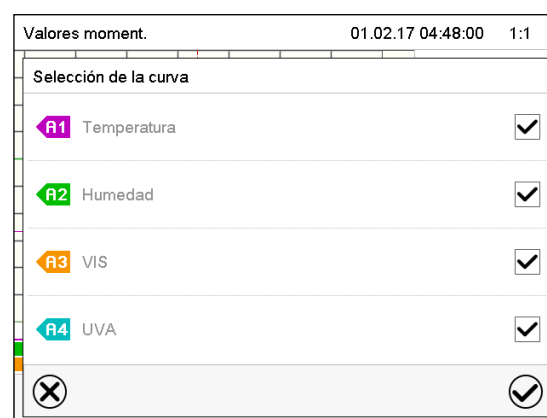 Valores moment. 01.02.17 04:48:00 1:1
Selección de la curva
A1 Temperatura
A2 Humedad
A3 VIS
A4 UVA